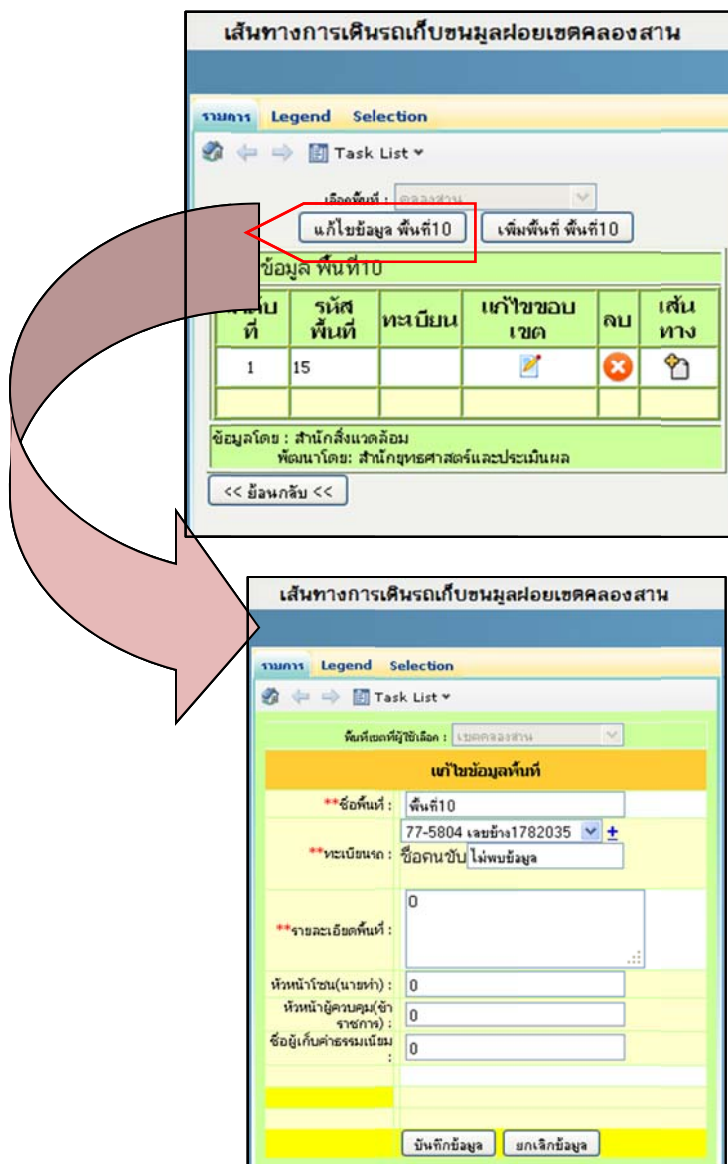 เส้นทางการเดินรถเก็บขนมูลฝอยเขตคลองสาน
รายการ Legend Selection
Task List
เลือกพื้นที่ : คลองสาน
แก้ไขข้อมูล พื้นที่10 เพิ่มพื้นที่ พื้นที่10
ข้อมูล พื้นที่10
ที่ รหัสพื้นที่ ทะเบียน แก้ไขขอบเขต ลบ เส้นทาง
1 15
ข้อมูลโดย : สำนักสิ่งแวดล้อม
พัฒนาโดย: สำนักยุทธศาสตร์และประเมินผล
<< ย้อนกลับ <<
เส้นทางการเดินรถเก็บขนมูลฝอยเขตคลองสาน
รายการ Legend Selection
Task List
พื้นที่เขตที่ผู้ใช้เลือก : เขตคลองสาน
แก้ไขข้อมูลพื้นที่
**ชื่อพื้นที่ : พื้นที่10
77-5804 เลขข้าง1782035 +
**ทะเบียนรถ : ชื่อคนขับ ไม่พบข้อมูล
0
**รายละเอียดพื้นที่ :
หัวหน้าโซน(นายท่า) : 0
หัวหน้าผู้ควบคุม(ข้าราชการ) : 0
ชื่อผู้เก็บค่าธรรมเนียม : 0
บันทึกข้อมูล ยกเลิกข้อมูล